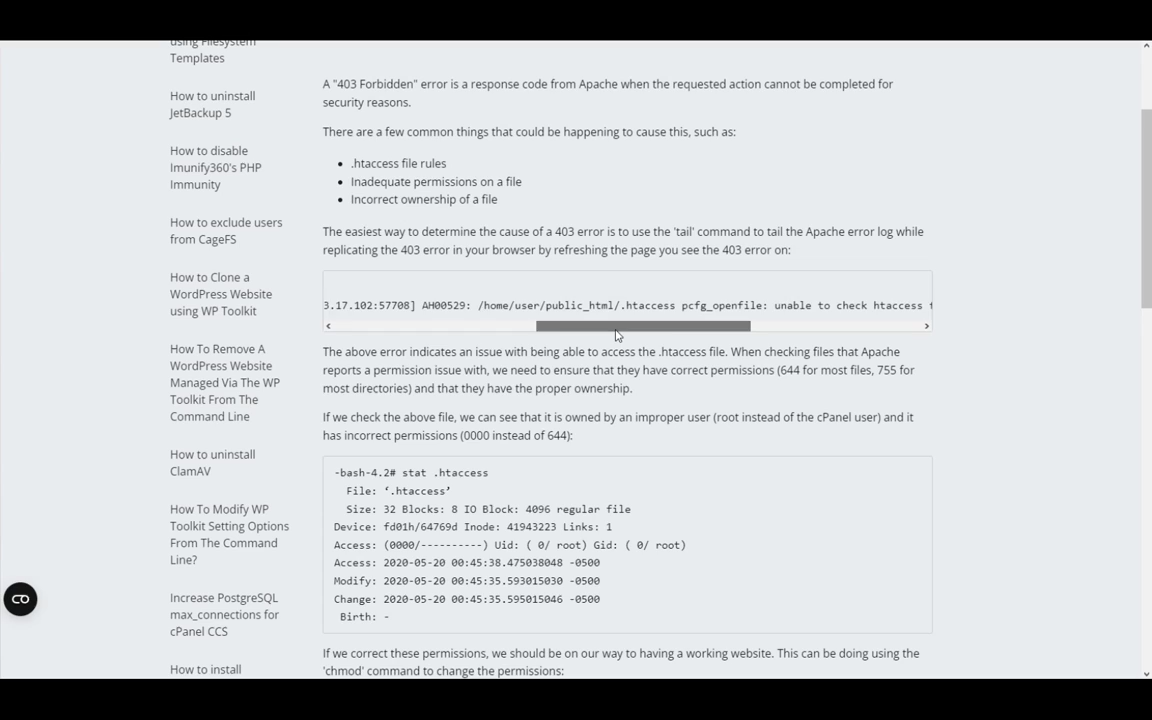 using Filesystem
Templates
How to uninstall
JetBackup 5
How to disable
Imunify360's PHP
Immunity
How to exclude users
from CageFS
How to Clone a
WordPress Website
using WP Toolkit
How To Remove A
WordPress Website
Managed Via The WP
Toolkit From The
Command Line
How to uninstall
ClamAV
How To Modify WP
Toolkit Setting Options
From The Command
Line?
Increase PostgreSQL
max_connections for
cPanel CCS
How to install
A "403 Forbidden" error is a response code from Apache when the requested action cannot be completed for
security reasons.
There are a few common things that could be happening to cause this, such as:
.htaccess file rules
Inadequate permissions on a file
Incorrect ownership of a file
The easiest way to determine the cause of a 403 error is to use the 'tail' command to tail the Apache error log while
replicating the 403 error in your browser by refreshing the page you see the 403 error on:
3.17.102:57708] AH00529: /home/user/public_html/.htaccess pcfg_openfile: unable to check htaccess
The above error indicates an issue with being able to access the .htaccess file. When checking files that Apache
reports a permission issue with, we need to ensure that they have correct permissions (644 for most files, 755 for
most directories) and that they have the proper ownership.
If we check the above file, we can see that it is owned by an improper user (root instead of the cPanel user) and it
has incorrect permissions (0000 instead of 644):
-bash-4.2# stat .htaccess
File: ‘.htaccess’
Size: 32 Blocks: 8 IO Block: 4096 regular file
Device: fd01h/64769d Inode: 41943223 Links: 1
Access: (0000/----------) Uid: ( 0/ root) Gid: ( 0/ root)
Access: 2020-05-20 00:45:38.475038048 -0500
Modify: 2020-05-20 00:45:35.593015030 -0500
Change: 2020-05-20 00:45:35.595015046 -0500
Birth: -
If we correct these permissions, we should be on our way to having a working website. This can be doing using the
'chmod' command to change the permissions: